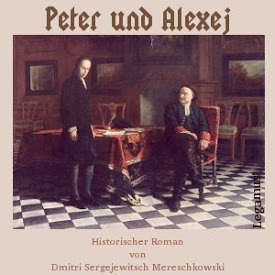 Peter und Alexej
Legamus!
Historischer Roman
von
Dmitri Sergejewitsch Mereschkowski